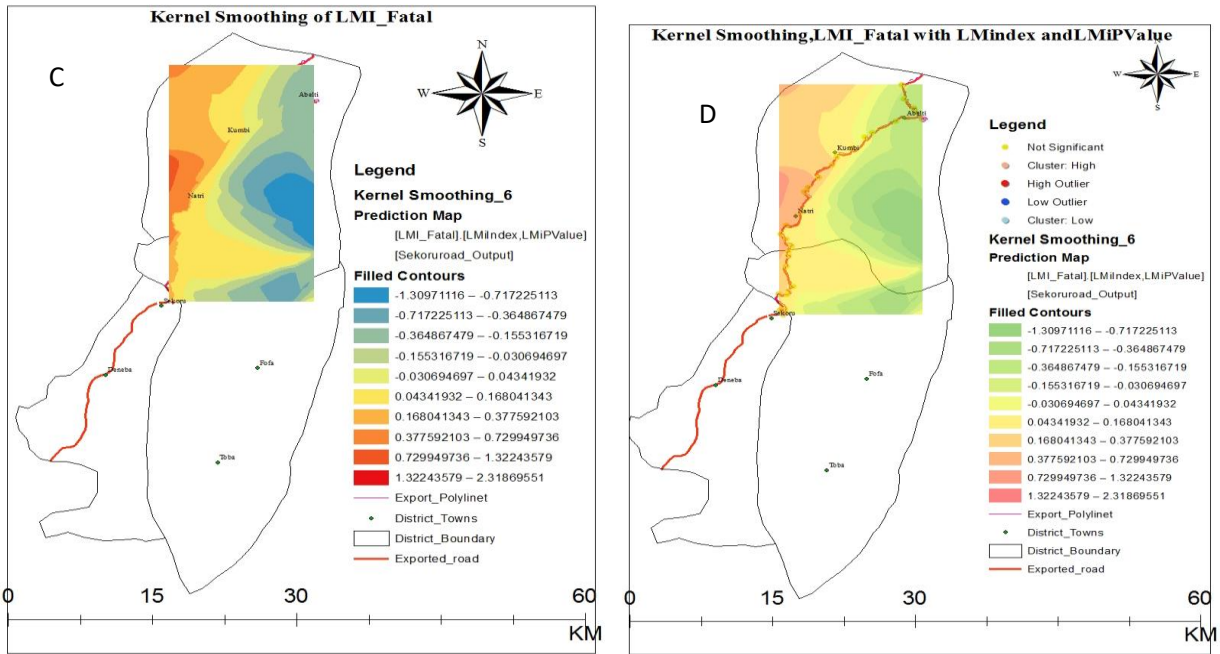 Kernel Smoothing of LMI_Fatal
C
N
W
E
S
Abalti
Kumbi
Natri
Sekoru
Deneba
Fofa
Toba
Legend
Kernel Smoothing_6
Prediction Map
[LMI_Fatal].[LMiIndex,LMiPValue]
[Sekoruroad_Output]
Filled Contours
-1.30971116 – -0.717225113
-0.717225113 – -0.364867479
-0.364867479 – -0.155316719
-0.155316719 – -0.030694697
-0.030694697 – 0.04341932
0.04341932 – 0.168041343
0.168041343 – 0.377592103
0.377592103 – 0.729949736
0.729949736 – 1.32243579
1.32243579 – 2.31869551
Export_Polylinet
District_Towns
District_Boundary
Exported_road
0 15 30 60
KM
Kernel Smoothing,LMI_Fatal with LMindex andLMiPValue
D
N
W
E
S
Abalti
Kumbi
Natri
Sekoru
Deneba
Fofa
Toba
Legend
Not Significant
Cluster: High
High Outlier
Low Outlier
Cluster: Low
Kernel Smoothing_6
Prediction Map
[LMI_Fatal].[LMiIndex,LMiPValue]
[Sekoruroad_Output]
Filled Contours
-1.30971116 – -0.717225113
-0.717225113 – -0.364867479
-0.364867479 – -0.155316719
-0.155316719 – -0.030694697
-0.030694697 – 0.04341932
0.04341932 – 0.168041343
0.168041343 – 0.377592103
0.377592103 – 0.729949736
0.729949736 – 1.32243579
1.32243579 – 2.31869551
Export_Polylinet
District_Towns
District_Boundary
Exported_road
0 15 30 60
KM